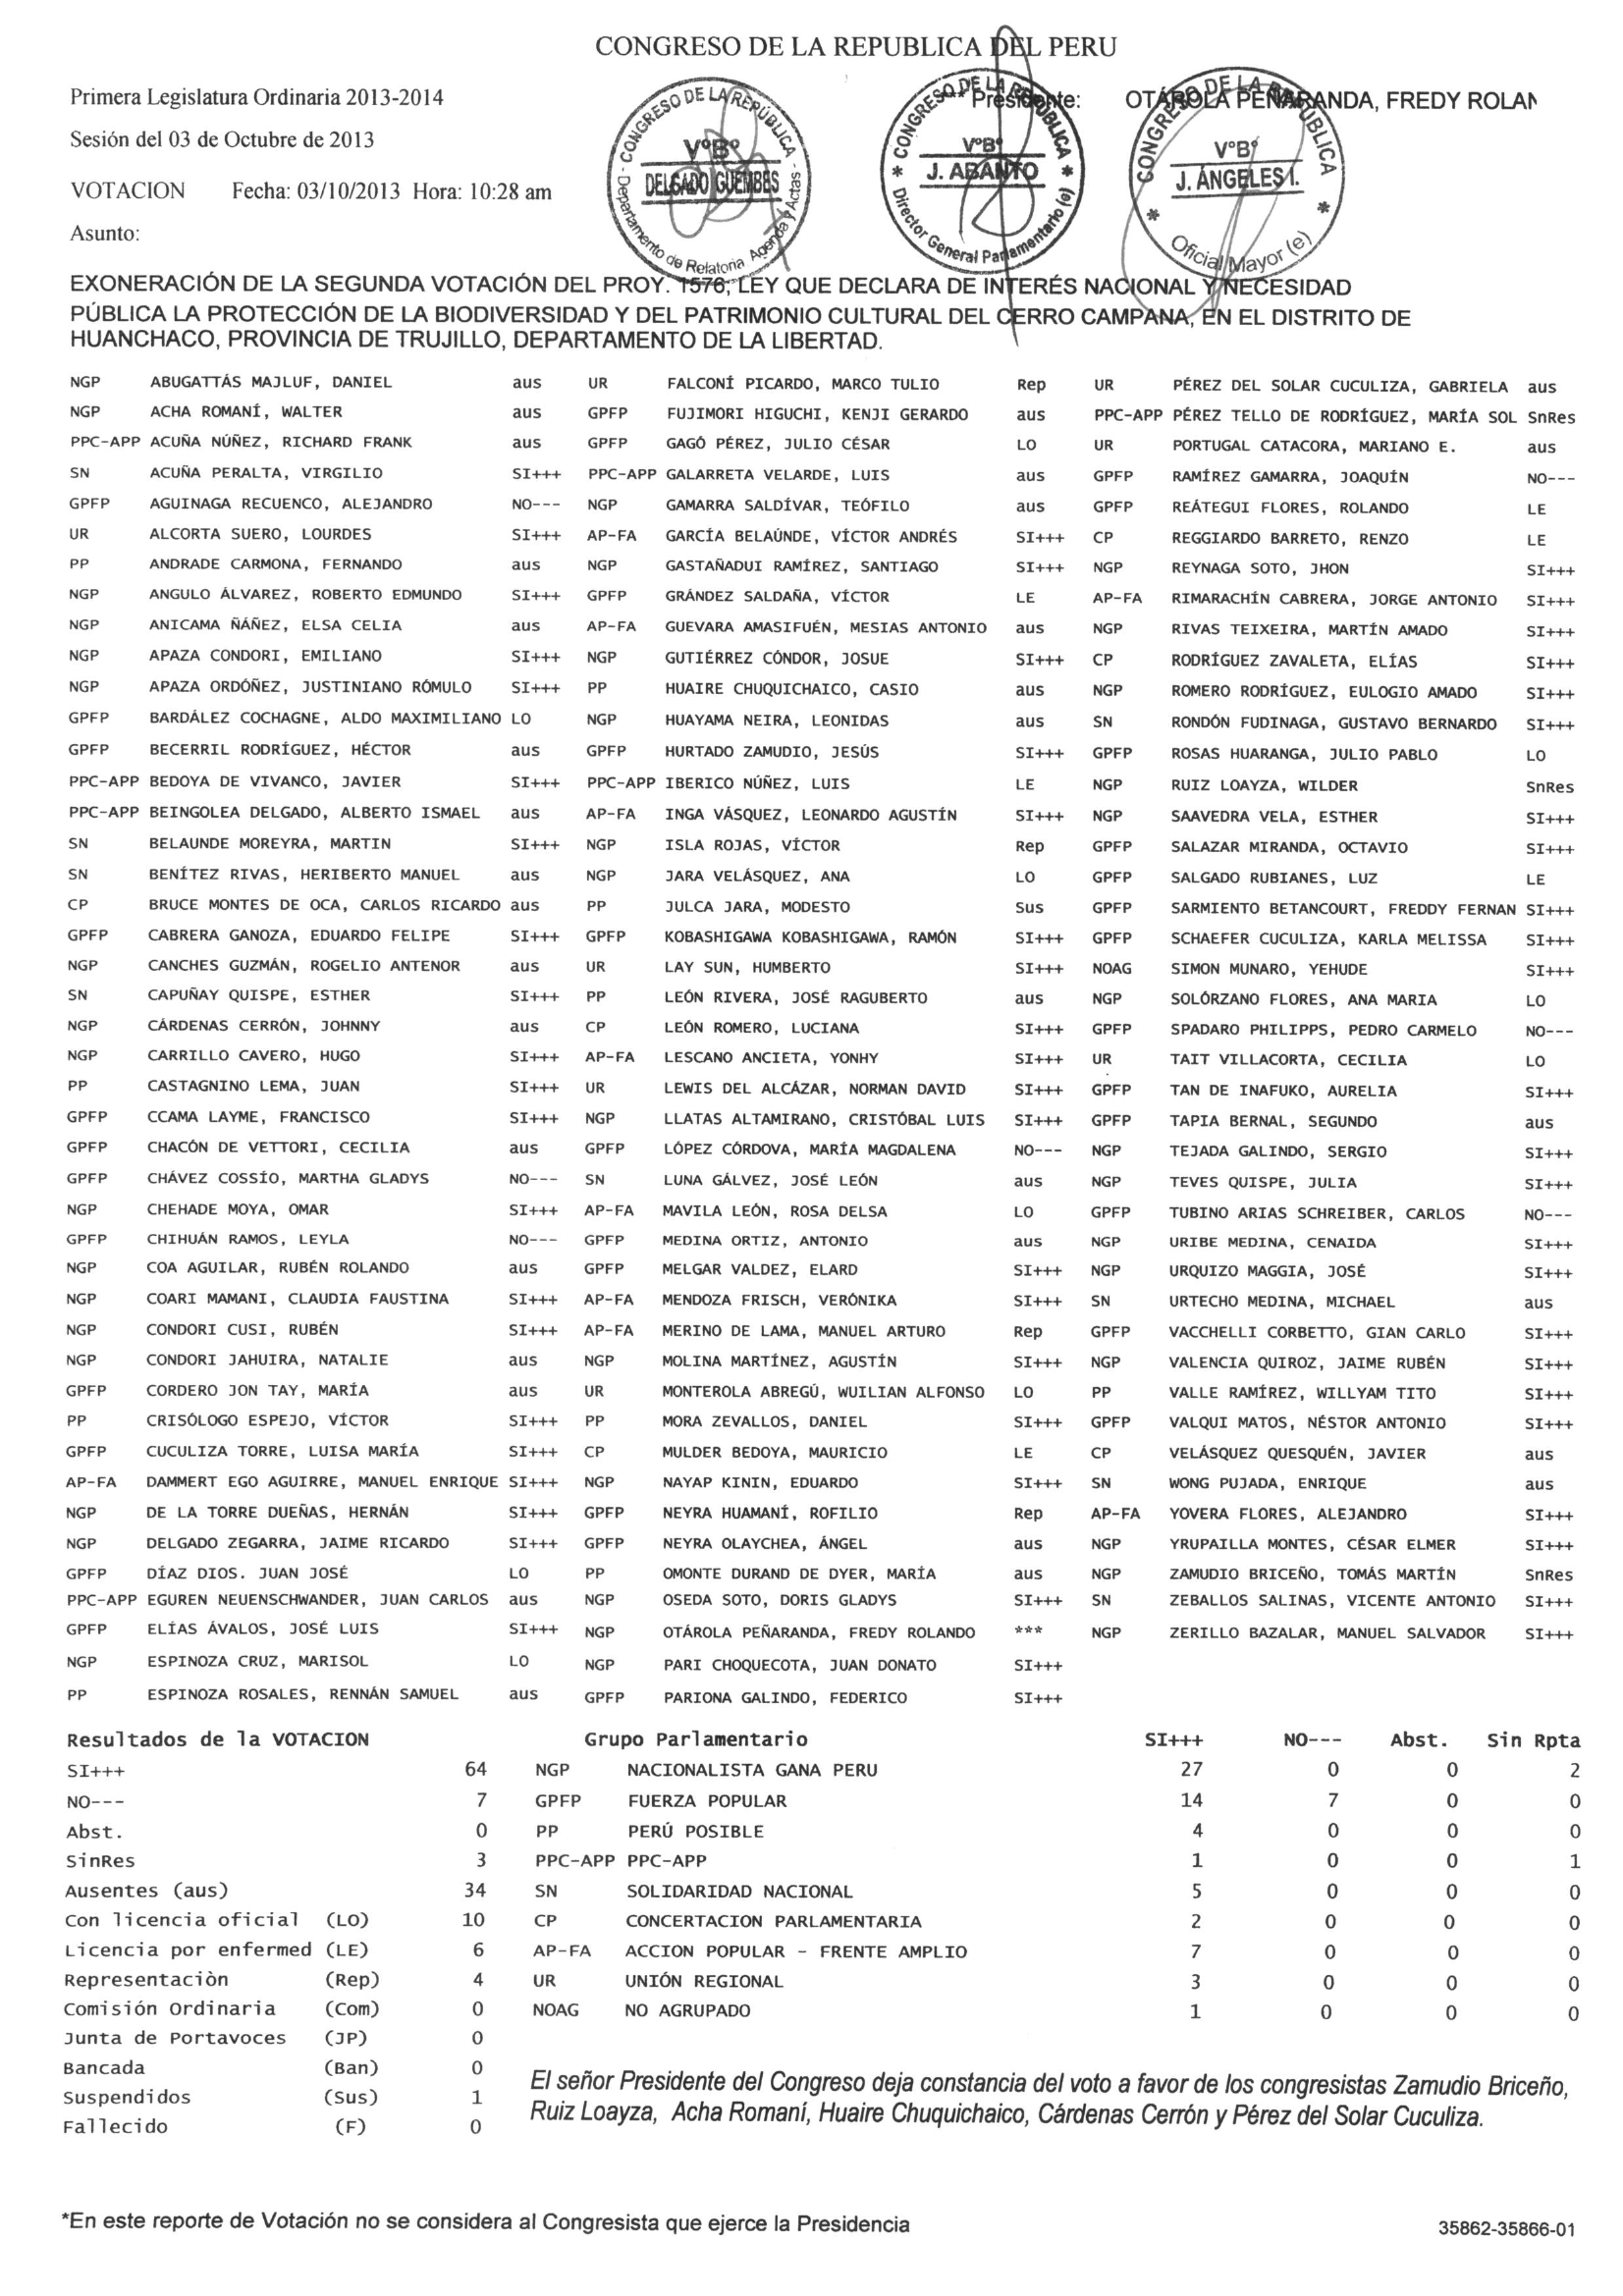 CONGRESO DE LA REPUBLICA DEL PERU
Primera Legislatura Ordinaria 2013-2014
*** Presidente: OTÁROLA PEÑARANDA, FREDY ROLAN
Sesión del 03 de Octubre de 2013
VOTACION Fecha: 03/10/2013 Hora: 10:28 am
Asunto:
CONGRESO DE LA REPÚBLICA - Departamento de Relatoria Agenda y Actas -
V°B°
DELGADO GUEMBES
CONGRESO DE LA REPÚBLICA * Director General Parlamentario (e) *
V°B°
J. ABANTO
CONGRESO DE LA REPÚBLICA * Oficial Mayor (e) *
V°B°
J. ÁNGELES I.
EXONERACIÓN DE LA SEGUNDA VOTACIÓN DEL PROY. 1576, LEY QUE DECLARA DE INTERÉS NACIONAL Y NECESIDAD
PÚBLICA LA PROTECCIÓN DE LA BIODIVERSIDAD Y DEL PATRIMONIO CULTURAL DEL CERRO CAMPANA, EN EL DISTRITO DE
HUANCHACO, PROVINCIA DE TRUJILLO, DEPARTAMENTO DE LA LIBERTAD.
NGP ABUGATTÁS MAJLUF, DANIEL aus UR FALCONÍ PICARDO, MARCO TULIO Rep UR PÉREZ DEL SOLAR CUCULIZA, GABRIELA aus
NGP ACHA ROMANÍ, WALTER aus GPFP FUJIMORI HIGUCHI, KENJI GERARDO aus PPC-APP PÉREZ TELLO DE RODRÍGUEZ, MARÍA SOL SnRes
PPC-APP ACUÑA NÚÑEZ, RICHARD FRANK aus GPFP GAGÓ PÉREZ, JULIO CÉSAR LO UR PORTUGAL CATACORA, MARIANO E. aus
SN ACUÑA PERALTA, VIRGILIO SI+++ PPC-APP GALARRETA VELARDE, LUIS aus GPFP RAMÍREZ GAMARRA, JOAQUÍN NO---
GPFP AGUINAGA RECUENCO, ALEJANDRO NO--- NGP GAMARRA SALDÍVAR, TEÓFILO aus GPFP REÁTEGUI FLORES, ROLANDO LE
UR ALCORTA SUERO, LOURDES SI+++ AP-FA GARCÍA BELAÚNDE, VÍCTOR ANDRÉS SI+++ CP REGGIARDO BARRETO, RENZO LE
PP ANDRADE CARMONA, FERNANDO aus NGP GASTAÑADUI RAMÍREZ, SANTIAGO SI+++ NGP REYNAGA SOTO, JHON SI+++
NGP ANGULO ÁLVAREZ, ROBERTO EDMUNDO SI+++ GPFP GRÁNDEZ SALDAÑA, VÍCTOR LE AP-FA RIMARACHÍN CABRERA, JORGE ANTONIO SI+++
NGP ANICAMA ÑÁÑEZ, ELSA CELIA aus AP-FA GUEVARA AMASIFUÉN, MESIAS ANTONIO aus NGP RIVAS TEIXEIRA, MARTÍN AMADO SI+++
NGP APAZA CONDORI, EMILIANO SI+++ NGP GUTIÉRREZ CÓNDOR, JOSUE SI+++ CP RODRÍGUEZ ZAVALETA, ELÍAS SI+++
NGP APAZA ORDÓÑEZ, JUSTINIANO RÓMULO SI+++ PP HUAIRE CHUQUICHAICO, CASIO aus NGP ROMERO RODRÍGUEZ, EULOGIO AMADO SI+++
GPFP BARDÁLEZ COCHAGNE, ALDO MAXIMILIANO LO NGP HUAYAMA NEIRA, LEONIDAS aus SN RONDÓN FUDINAGA, GUSTAVO BERNARDO SI+++
GPFP BECERRIL RODRÍGUEZ, HÉCTOR aus GPFP HURTADO ZAMUDIO, JESÚS SI+++ GPFP ROSAS HUARANGA, JULIO PABLO LO
PPC-APP BEDOYA DE VIVANCO, JAVIER SI+++ PPC-APP IBERICO NÚÑEZ, LUIS LE NGP RUIZ LOAYZA, WILDER SnRes
PPC-APP BEINGOLEA DELGADO, ALBERTO ISMAEL aus AP-FA INGA VÁSQUEZ, LEONARDO AGUSTÍN SI+++ NGP SAAVEDRA VELA, ESTHER SI+++
SN BELAUNDE MOREYRA, MARTIN SI+++ NGP ISLA ROJAS, VÍCTOR Rep GPFP SALAZAR MIRANDA, OCTAVIO SI+++
SN BENÍTEZ RIVAS, HERIBERTO MANUEL aus NGP JARA VELÁSQUEZ, ANA LO GPFP SALGADO RUBIANES, LUZ LE
CP BRUCE MONTES DE OCA, CARLOS RICARDO aus PP JULCA JARA, MODESTO Sus GPFP SARMIENTO BETANCOURT, FREDDY FERNAN SI+++
GPFP CABRERA GANOZA, EDUARDO FELIPE SI+++ GPFP KOBASHIGAWA KOBASHIGAWA, RAMÓN SI+++ GPFP SCHAEFER CUCULIZA, KARLA MELISSA SI+++
NGP CANCHES GUZMÁN, ROGELIO ANTENOR aus UR LAY SUN, HUMBERTO SI+++ NOAG SIMON MUNARO, YEHUDE SI+++
SN CAPUÑAY QUISPE, ESTHER SI+++ PP LEÓN RIVERA, JOSÉ RAGUBERTO aus NGP SOLÓRZANO FLORES, ANA MARIA LO
NGP CÁRDENAS CERRÓN, JOHNNY aus CP LEÓN ROMERO, LUCIANA SI+++ GPFP SPADARO PHILIPPS, PEDRO CARMELO NO---
NGP CARRILLO CAVERO, HUGO SI+++ AP-FA LESCANO ANCIETA, YONHY SI+++ UR TAIT VILLACORTA, CECILIA LO
PP CASTAGNINO LEMA, JUAN SI+++ UR LEWIS DEL ALCÁZAR, NORMAN DAVID SI+++ GPFP TAN DE INAFUKO, AURELIA SI+++
GPFP CCAMA LAYME, FRANCISCO SI+++ NGP LLATAS ALTAMIRANO, CRISTÓBAL LUIS SI+++ GPFP TAPIA BERNAL, SEGUNDO aus
GPFP CHACÓN DE VETTORI, CECILIA aus GPFP LÓPEZ CÓRDOVA, MARÍA MAGDALENA NO--- NGP TEJADA GALINDO, SERGIO SI+++
GPFP CHÁVEZ COSSÍO, MARTHA GLADYS NO--- SN LUNA GÁLVEZ, JOSÉ LEÓN aus NGP TEVES QUISPE, JULIA SI+++
NGP CHEHADE MOYA, OMAR SI+++ AP-FA MAVILA LEÓN, ROSA DELSA LO GPFP TUBINO ARIAS SCHREIBER, CARLOS NO---
GPFP CHIHUÁN RAMOS, LEYLA NO--- GPFP MEDINA ORTIZ, ANTONIO aus NGP URIBE MEDINA, CENAIDA SI+++
NGP COA AGUILAR, RUBÉN ROLANDO aus GPFP MELGAR VALDEZ, ELARD SI+++ NGP URQUIZO MAGGIA, JOSÉ SI+++
NGP COARI MAMANI, CLAUDIA FAUSTINA SI+++ AP-FA MENDOZA FRISCH, VERÓNIKA SI+++ SN URTECHO MEDINA, MICHAEL aus
NGP CONDORI CUSI, RUBÉN SI+++ AP-FA MERINO DE LAMA, MANUEL ARTURO Rep GPFP VACCHELLI CORBETTO, GIAN CARLO SI+++
NGP CONDORI JAHUIRA, NATALIE aus NGP MOLINA MARTÍNEZ, AGUSTÍN SI+++ NGP VALENCIA QUIROZ, JAIME RUBÉN SI+++
GPFP CORDERO JON TAY, MARÍA aus UR MONTEROLA ABREGÚ, WUILIAN ALFONSO LO PP VALLE RAMÍREZ, WILLYAM TITO SI+++
PP CRISÓLOGO ESPEJO, VÍCTOR SI+++ PP MORA ZEVALLOS, DANIEL SI+++ GPFP VALQUI MATOS, NÉSTOR ANTONIO SI+++
GPFP CUCULIZA TORRE, LUISA MARÍA SI+++ CP MULDER BEDOYA, MAURICIO LE CP VELÁSQUEZ QUESQUÉN, JAVIER aus
AP-FA DAMMERT EGO AGUIRRE, MANUEL ENRIQUE SI+++ NGP NAYAP KININ, EDUARDO SI+++ SN WONG PUJADA, ENRIQUE aus
NGP DE LA TORRE DUEÑAS, HERNÁN SI+++ GPFP NEYRA HUAMANÍ, ROFILIO Rep AP-FA YOVERA FLORES, ALEJANDRO SI+++
NGP DELGADO ZEGARRA, JAIME RICARDO SI+++ GPFP NEYRA OLAYCHEA, ÁNGEL aus NGP YRUPAILLA MONTES, CÉSAR ELMER SI+++
GPFP DÍAZ DIOS. JUAN JOSÉ LO PP OMONTE DURAND DE DYER, MARÍA aus NGP ZAMUDIO BRICEÑO, TOMÁS MARTÍN SnRes
PPC-APP EGUREN NEUENSCHWANDER, JUAN CARLOS aus NGP OSEDA SOTO, DORIS GLADYS SI+++ SN ZEBALLOS SALINAS, VICENTE ANTONIO SI+++
GPFP ELÍAS ÁVALOS, JOSÉ LUIS SI+++ NGP OTÁROLA PEÑARANDA, FREDY ROLANDO *** NGP ZERILLO BAZALAR, MANUEL SALVADOR SI+++
NGP ESPINOZA CRUZ, MARISOL LO NGP PARI CHOQUECOTA, JUAN DONATO SI+++
PP ESPINOZA ROSALES, RENNÁN SAMUEL aus GPFP PARIONA GALINDO, FEDERICO SI+++
Resultados de la VOTACION Grupo Parlamentario SI+++ NO--- Abst. Sin Rpta
SI+++ 64 NGP NACIONALISTA GANA PERU 27 0 0 2
NO--- 7 GPFP FUERZA POPULAR 14 7 0 0
Abst. 0 PP PERÚ POSIBLE 4 0 0 0
SinRes 3 PPC-APP PPC-APP 1 0 0 1
Ausentes (aus) 34 SN SOLIDARIDAD NACIONAL 5 0 0 0
Con licencia oficial (LO) 10 CP CONCERTACION PARLAMENTARIA 2 0 0 0
Licencia por enfermed (LE) 6 AP-FA ACCION POPULAR - FRENTE AMPLIO 7 0 0 0
Representaciòn (Rep) 4 UR UNIÓN REGIONAL 3 0 0 0
Comisión Ordinaria (Com) 0 NOAG NO AGRUPADO 1 0 0 0
Junta de Portavoces (JP) 0
Bancada (Ban) 0
Suspendidos (Sus) 1
Fallecido (F) 0
El señor Presidente del Congreso deja constancia del voto a favor de los congresistas Zamudio Briceño,
Ruiz Loayza, Acha Romaní, Huaire Chuquichaico, Cárdenas Cerrón y Pérez del Solar Cuculiza.
*En este reporte de Votación no se considera al Congresista que ejerce la Presidencia
35862-35866-01